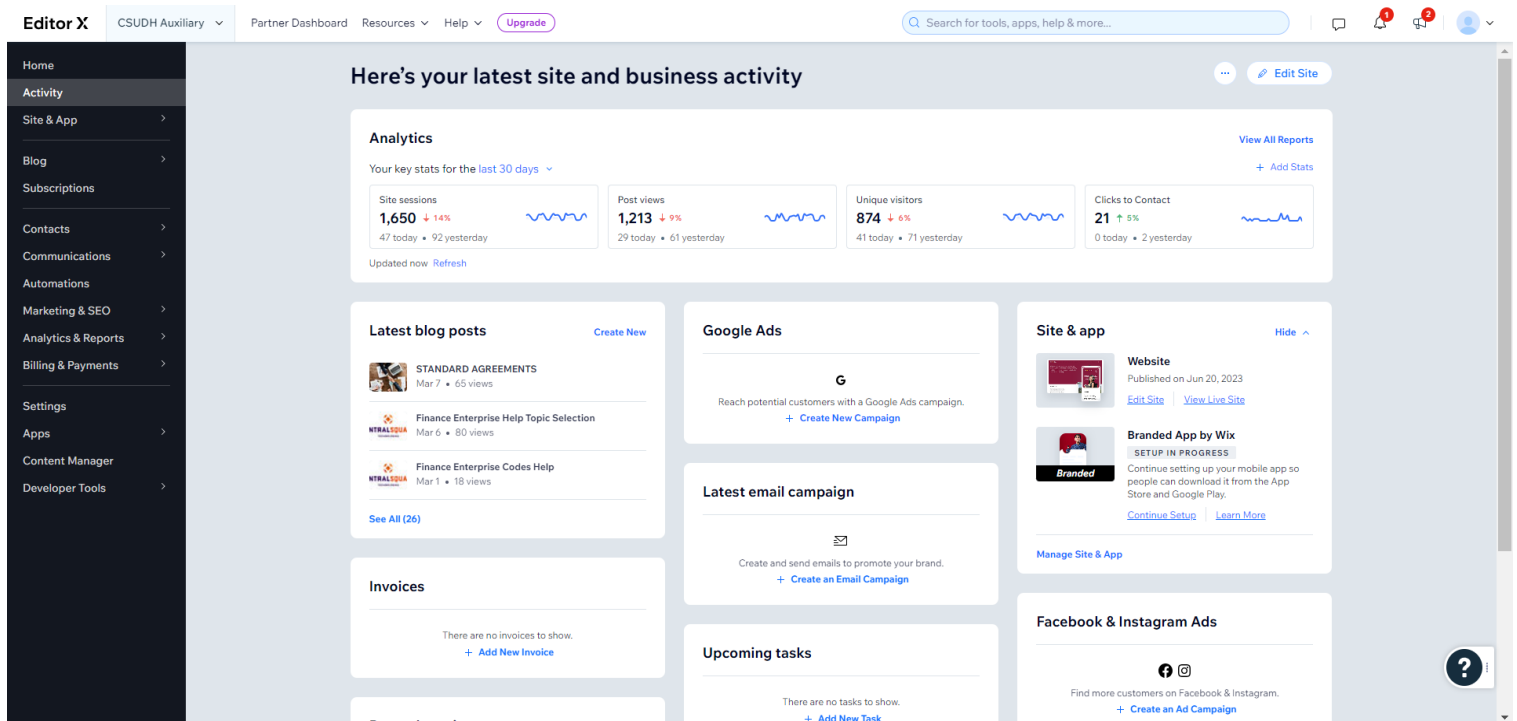 Editor X
CSUDH Auxiliary
Partner Dashboard
Resources
Help
Upgrade
Search for tools, apps, help & more...
1
2
Home
Activity
Site & App
Blog
Subscriptions
Contacts
Communications
Automations
Marketing & SEO
Analytics & Reports
Billing & Payments
Settings
Apps
Content Manager
Developer Tools
Here's your latest site and business activity
Edit Site
Analytics
View All Reports
Your key stats for the last 30 days
+ Add Stats
Site sessions
1,650 ↓ 14%
47 today • 92 yesterday
Post views
1,213 ↓ 9%
29 today • 61 yesterday
Unique visitors
874 ↓ 6%
41 today • 71 yesterday
Clicks to Contact
21 ↑ 5%
0 today • 2 yesterday
Updated now Refresh
Latest blog posts
Create New
STANDARD AGREEMENTS
Mar 7 • 65 views
NTRALSQUA
Finance Enterprise Help Topic Selection
Mar 6 • 80 views
NTRALSQUA
Finance Enterprise Codes Help
Mar 1 • 18 views
See All (26)
Invoices
There are no invoices to show.
+ Add New Invoice
Google Ads
G
Reach potential customers with a Google Ads campaign.
+ Create New Campaign
Latest email campaign
Create and send emails to promote your brand.
+ Create an Email Campaign
Upcoming tasks
There are no tasks to show.
+ Add New Task
Site & app
Hide
Website
Published on Jun 20, 2023
Edit Site
View Live Site
Branded
Branded App by Wix
SETUP IN PROGRESS
Continue setting up your mobile app so
people can download it from the App
Store and Google Play.
Continue Setup
Learn More
Manage Site & App
Facebook & Instagram Ads
Find more customers on Facebook & Instagram.
+ Create an Ad Campaign
?